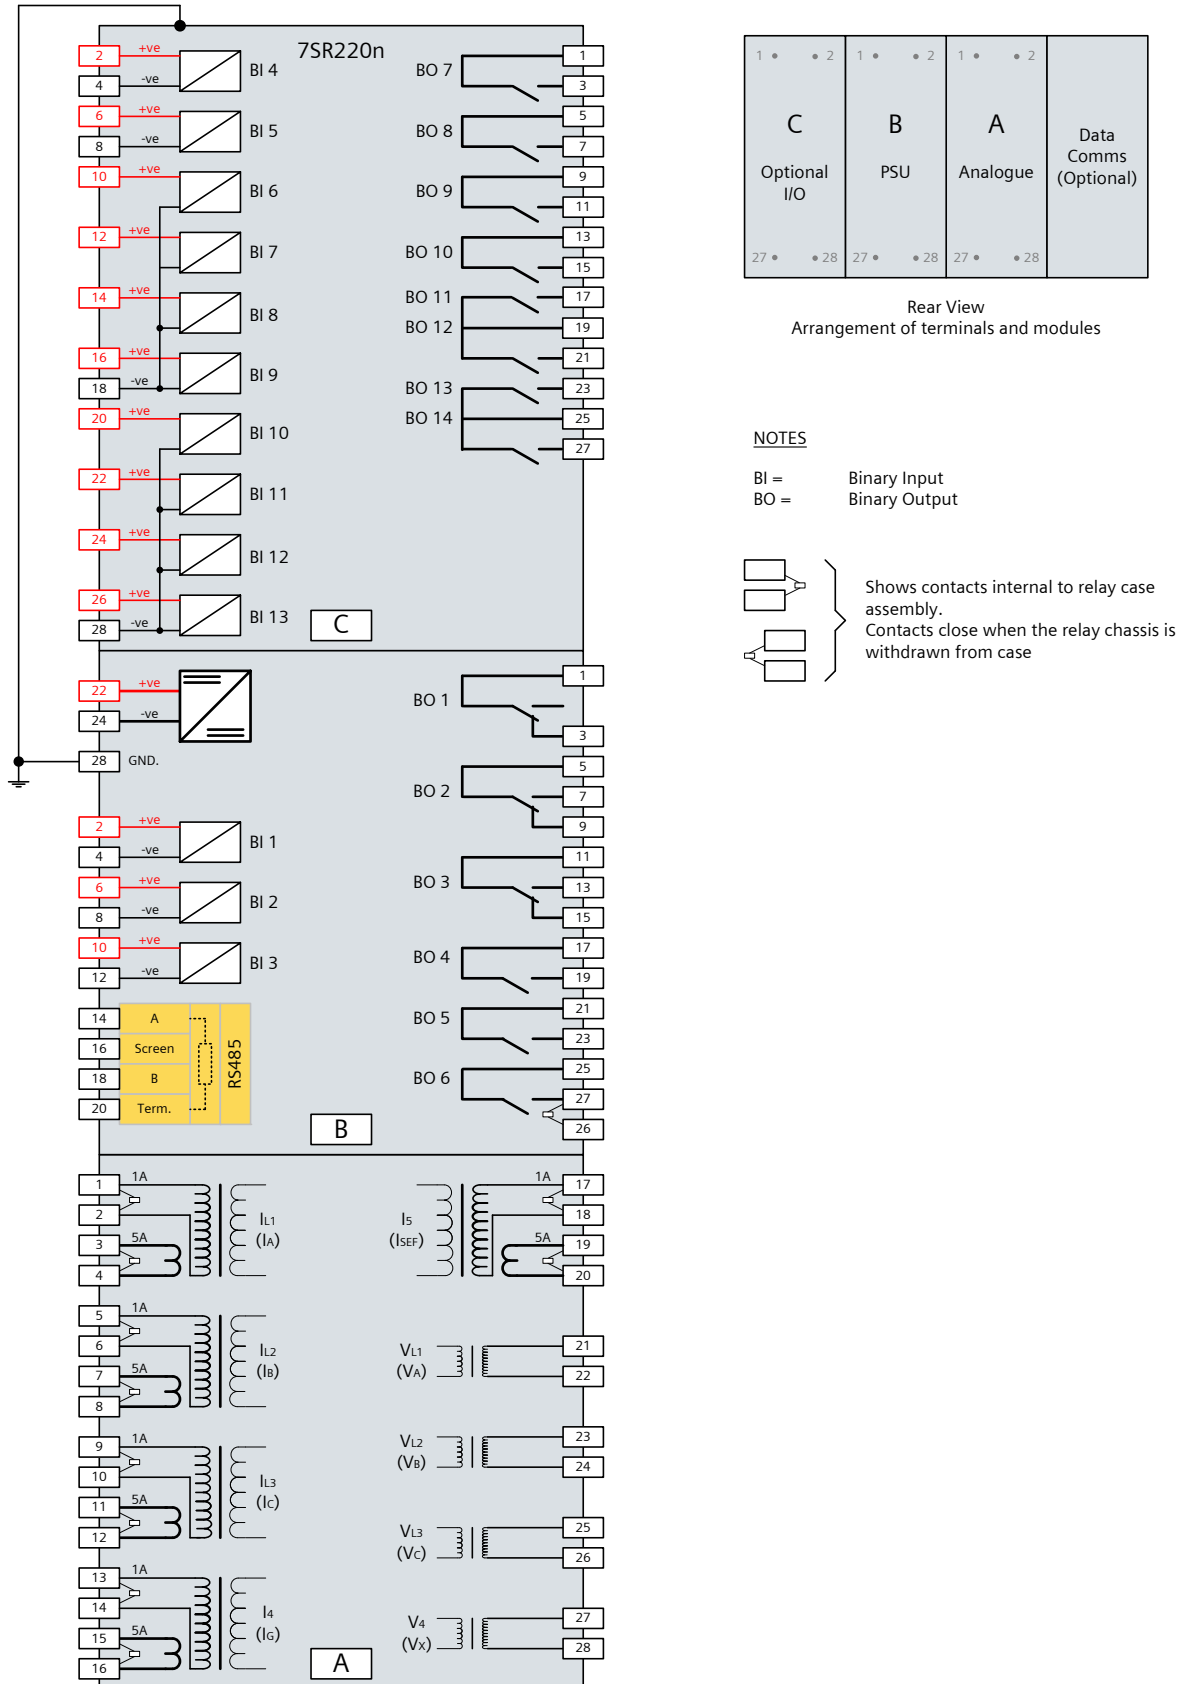 7SR220n
2 +ve BI 4 BO 7 1
4 -ve 3
6 +ve BI 5 BO 8 5
8 -ve 7
10 +ve BI 6 BO 9 9
11
12 +ve BI 7 BO 10 13
15
14 +ve BI 8 BO 11 17
BO 12 19
16 +ve BI 9 21
18 -ve BO 13 23
20 +ve BI 10 BO 14 25
27
22 +ve BI 11
24 +ve BI 12
26 +ve BI 13
28 -ve
C
22 +ve BO 1 1
24 -ve 3
28 GND.
BO 2 5
7
9
2 +ve BI 1
4 -ve
BO 3 11
13
15
6 +ve BI 2
8 -ve
10 +ve BI 3 BO 4 17
12 -ve 19
14 A BO 5 21
16 Screen 23
18 B BO 6 25
20 Term. 27
26
RS485
B
1 1A IL1 (IA)
2
3 5A
4
I5 (ISEF) 1A 17
18
5A 19
20
5 1A IL2 (IB)
6
7 5A
8
VL1 (VA) 21
22
9 1A IL3 (IC)
10
11 5A
12
VL2 (VB) 23
24
VL3 (VC) 25
26
13 1A I4 (IG)
14
15 5A
16
V4 (VX) 27
28
A
1 2 1 2 1 2
C B A
Optional I/O PSU Analogue
Data Comms (Optional)
27 28 27 28 27 28
Rear View
Arrangement of terminals and modules
NOTES
BI = Binary Input
BO = Binary Output
Shows contacts internal to relay case
assembly.
Contacts close when the relay chassis is
withdrawn from case